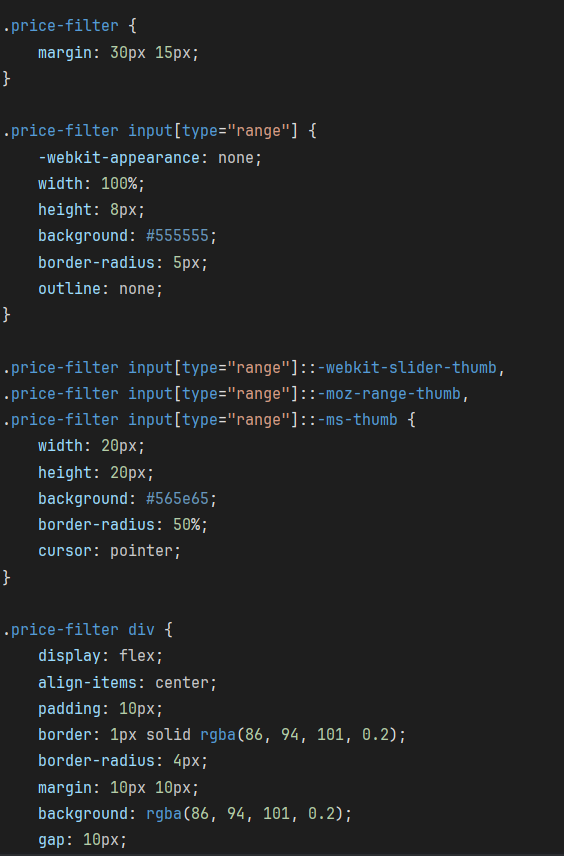 .price-filter {
    margin: 30px 15px;
}

.price-filter input[type="range"] {
    -webkit-appearance: none;
    width: 100%;
    height: 8px;
    background: #555555;
    border-radius: 5px;
    outline: none;
}

.price-filter input[type="range"]::-webkit-slider-thumb,
.price-filter input[type="range"]::-moz-range-thumb,
.price-filter input[type="range"]::-ms-thumb {
    width: 20px;
    height: 20px;
    background: #565e65;
    border-radius: 50%;
    cursor: pointer;
}

.price-filter div {
    display: flex;
    align-items: center;
    padding: 10px;
    border: 1px solid rgba(86, 94, 101, 0.2);
    border-radius: 4px;
    margin: 10px 10px;
    background: rgba(86, 94, 101, 0.2);
    gap: 10px;